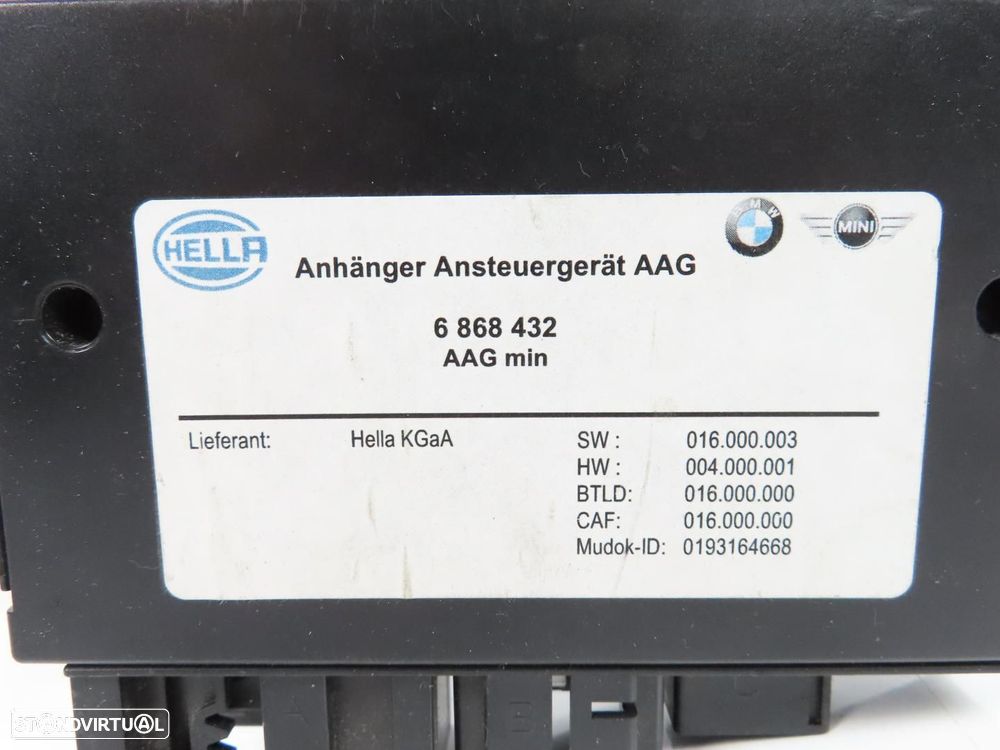 HELLA
BMW
MINI
Anhänger Ansteuergerät AAG
6 868 432
AAG min
Lieferant: Hella KGaA
SW : 016.000.003
HW : 004.000.001
BTLD: 016.000.000
CAF: 016.000.000
Mudok-ID: 0193164668
A
B
C
STANDVIRTUAL